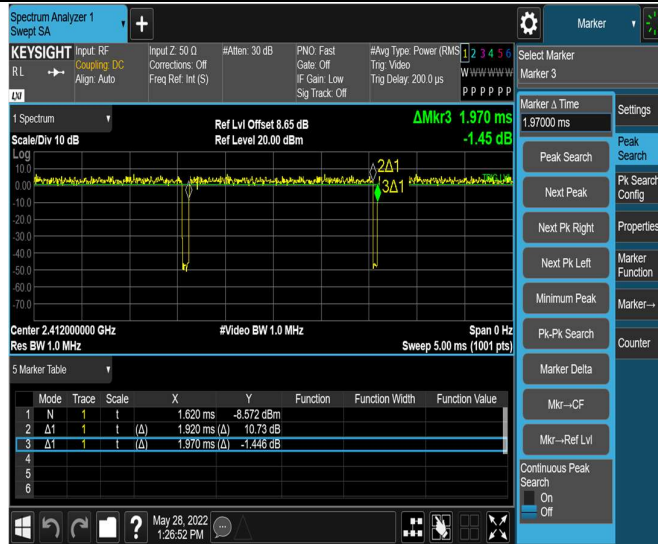 Spectrum Analyzer 1
Swept SA
+
Marker
KEYSIGHT
RL
LXI
Input: RF
Coupling: DC
Align: Auto
Input Z: 50 Ω
Corrections: Off
Freq Ref: Int (S)
#Atten: 30 dB
PNO: Fast
Gate: Off
IF Gain: Low
Sig Track: Off
#Avg Type: Power (RMS
Trig: Video
Trig Delay: 200.0 µs
1 2 3 4 5 6
W W W W W W
P P P P P P
Select Marker
Marker 3
1 Spectrum
Scale/Div 10 dB
Ref Lvl Offset 8.65 dB
Ref Level 20.00 dBm
ΔMkr3 1.970 ms
-1.45 dB
Log
10.0
0.00
-10.0
-20.0
-30.0
-40.0
-50.0
-60.0
-70.0
2Δ1
3Δ1
Center 2.412000000 GHz
#Video BW 1.0 MHz
Span 0 Hz
Res BW 1.0 MHz
Sweep 5.00 ms (1001 pts)
5 Marker Table
Mode Trace Scale X Y Function Function Width Function Value
1 N 1 t 1.620 ms -8.572 dBm
2 Δ1 1 t (Δ) 1.920 ms (Δ) 10.73 dB
3 Δ1 1 t (Δ) 1.970 ms (Δ) -1.446 dB
4
5
6
Marker Δ Time
1.97000 ms
Peak Search
Next Peak
Next Pk Right
Next Pk Left
Minimum Peak
Pk-Pk Search
Marker Delta
Mkr→CF
Mkr→Ref Lvl
Continuous Peak
Search
On
Off
Settings
Peak
Search
Pk Search
Config
Properties
Marker
Function
Marker→
Counter
?
May 28, 2022
1:26:52 PM